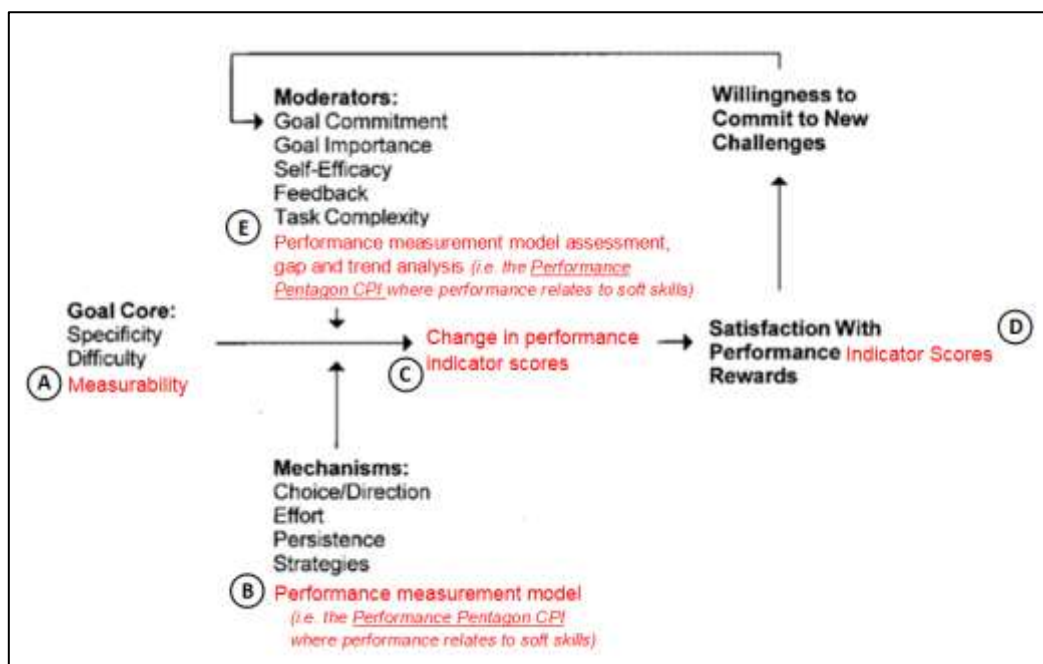 Moderators:
Goal Commitment
Goal Importance
Self-Efficacy
Feedback
Task Complexity
E
Performance measurement model assessment,
gap and trend analysis (i.e. the Performance
Pentagon CPI where performance relates to soft skills)
Willingness to
Commit to New
Challenges
Goal Core:
Specificity
Difficulty
A
Measurability
Change in performance
indicator scores
C
Satisfaction With
Performance Indicator Scores
Rewards
D
Mechanisms:
Choice/Direction
Effort
Persistence
Strategies
B
Performance measurement model
(i.e. the Performance Pentagon CPI
where performance relates to soft skills)